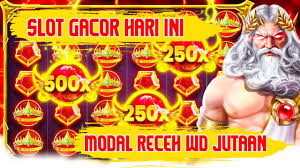 SLOT GACOR HARI INI
250x
500x
250x
MODAL RECEH WD JUTAAN